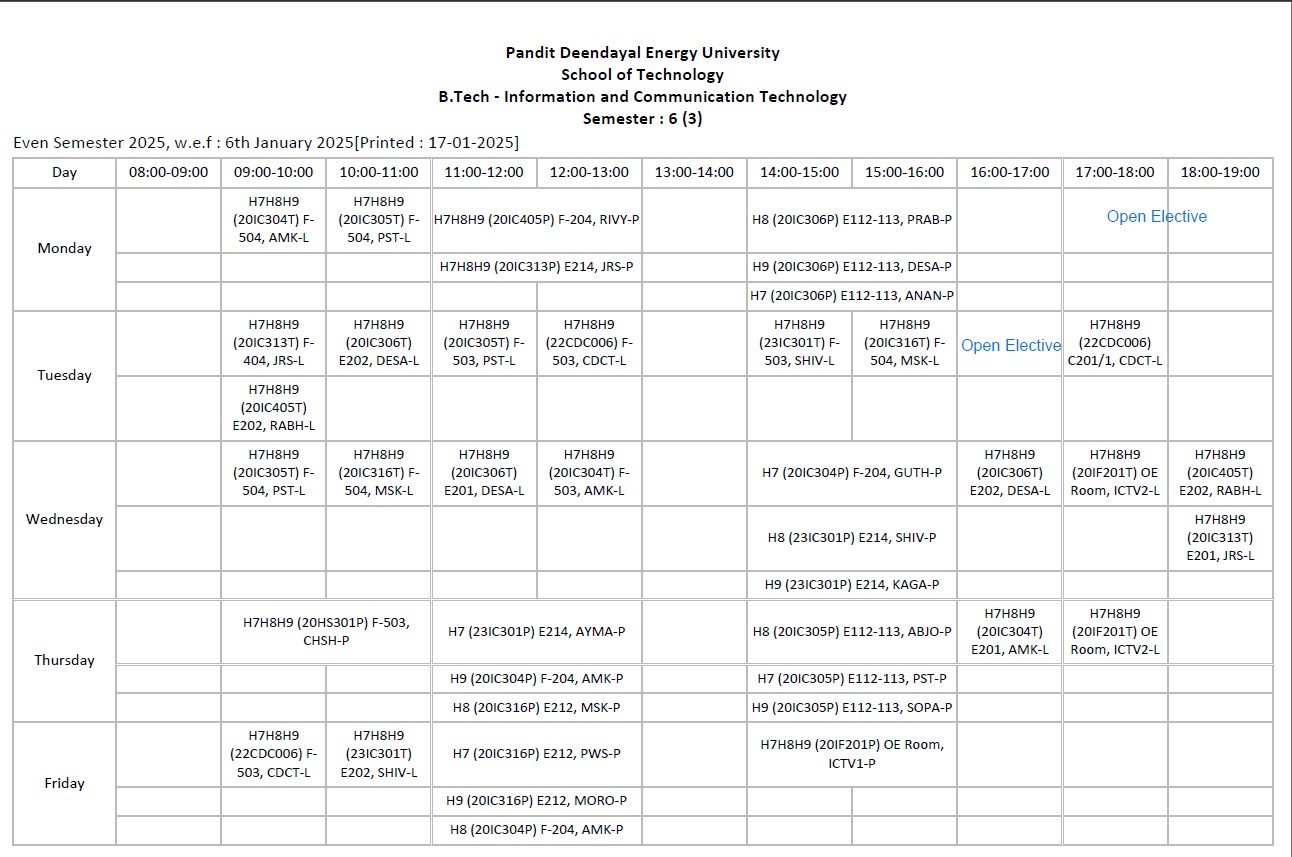 Pandit Deendayal Energy University
School of Technology
B.Tech - Information and Communication Technology
Semester : 6 (3)
Even Semester 2025, w.e.f : 6th January 2025[Printed : 17-01-2025]
Day 08:00-09:00 09:00-10:00 10:00-11:00 11:00-12:00 12:00-13:00 13:00-14:00 14:00-15:00 15:00-16:00 16:00-17:00 17:00-18:00 18:00-19:00
Monday
H7H8H9
(20IC304T) F-
504, AMK-L
H7H8H9
(20IC305T) F-
504, PST-L
H7H8H9 (20IC405P) F-204, RIVY-P
H8 (20IC306P) E112-113, PRAB-P
Open Elective
H7H8H9 (20IC313P) E214, JRS-P
H9 (20IC306P) E112-113, DESA-P
H7 (20IC306P) E112-113, ANAN-P
Tuesday
H7H8H9
(20IC313T) F-
404, JRS-L
H7H8H9
(20IC306T)
E202, DESA-L
H7H8H9
(20IC305T) F-
503, PST-L
H7H8H9
(22CDC006) F-
503, CDCT-L
H7H8H9
(23IC301T) F-
503, SHIV-L
H7H8H9
(20IC316T) F-
504, MSK-L
Open Elective
H7H8H9
(22CDC006)
C201/1, CDCT-L
H7H8H9
(20IC405T)
E202, RABH-L
Wednesday
H7H8H9
(20IC305T) F-
504, PST-L
H7H8H9
(20IC316T) F-
504, MSK-L
H7H8H9
(20IC306T)
E201, DESA-L
H7H8H9
(20IC304T) F-
503, AMK-L
H7 (20IC304P) F-204, GUTH-P
H7H8H9
(20IC306T)
E202, DESA-L
H7H8H9
(20IF201T) OE
Room, ICTV2-L
H7H8H9
(20IC405T)
E202, RABH-L
H8 (23IC301P) E214, SHIV-P
H7H8H9
(20IC313T)
E201, JRS-L
H9 (23IC301P) E214, KAGA-P
Thursday
H7H8H9 (20HS301P) F-503,
CHSH-P
H7 (23IC301P) E214, AYMA-P
H8 (20IC305P) E112-113, ABJO-P
H7H8H9
(20IC304T)
E201, AMK-L
H7H8H9
(20IF201T) OE
Room, ICTV2-L
H9 (20IC304P) F-204, AMK-P
H7 (20IC305P) E112-113, PST-P
H8 (20IC316P) E212, MSK-P
H9 (20IC305P) E112-113, SOPA-P
Friday
H7H8H9
(22CDC006) F-
503, CDCT-L
H7H8H9
(23IC301T)
E202, SHIV-L
H7 (20IC316P) E212, PWS-P
H7H8H9 (20IF201P) OE Room,
ICTV1-P
H9 (20IC316P) E212, MORO-P
H8 (20IC304P) F-204, AMK-P